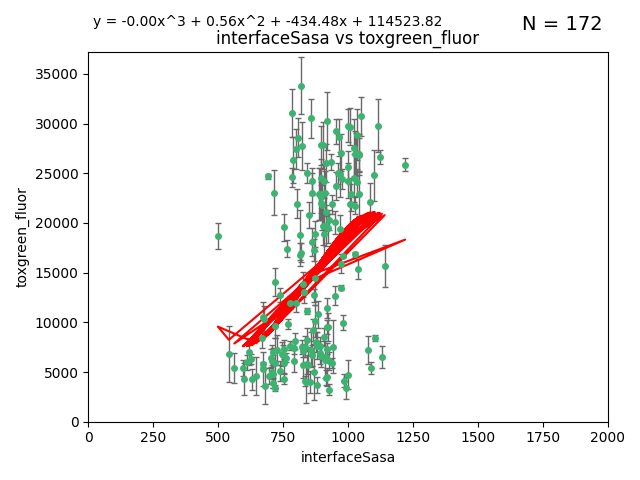 y = -0.00x^3 + 0.56x^2 + -434.48x + 114523.82
N = 172
interfaceSasa vs toxgreen_fluor
35000
30000
25000
20000
15000
10000
5000
0
toxgreen_fluor
0 250 500 750 1000 1250 1500 1750 2000
interfaceSasa